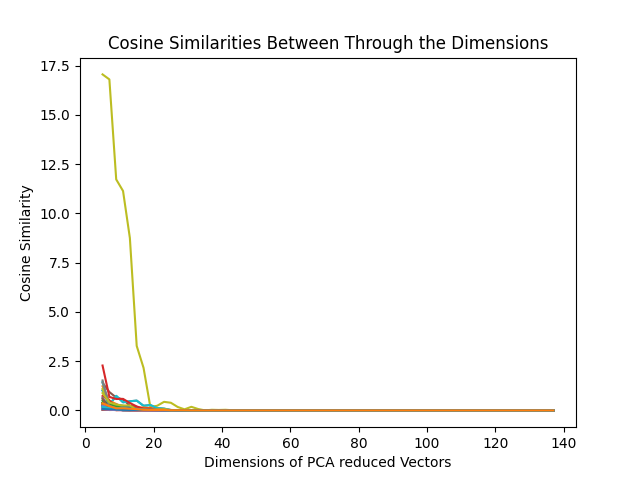 Cosine Similarities Between Through the Dimensions
17.5
15.0
12.5
10.0
7.5
5.0
2.5
0.0
Cosine Similarity
0 20 40 60 80 100 120 140
Dimensions of PCA reduced Vectors